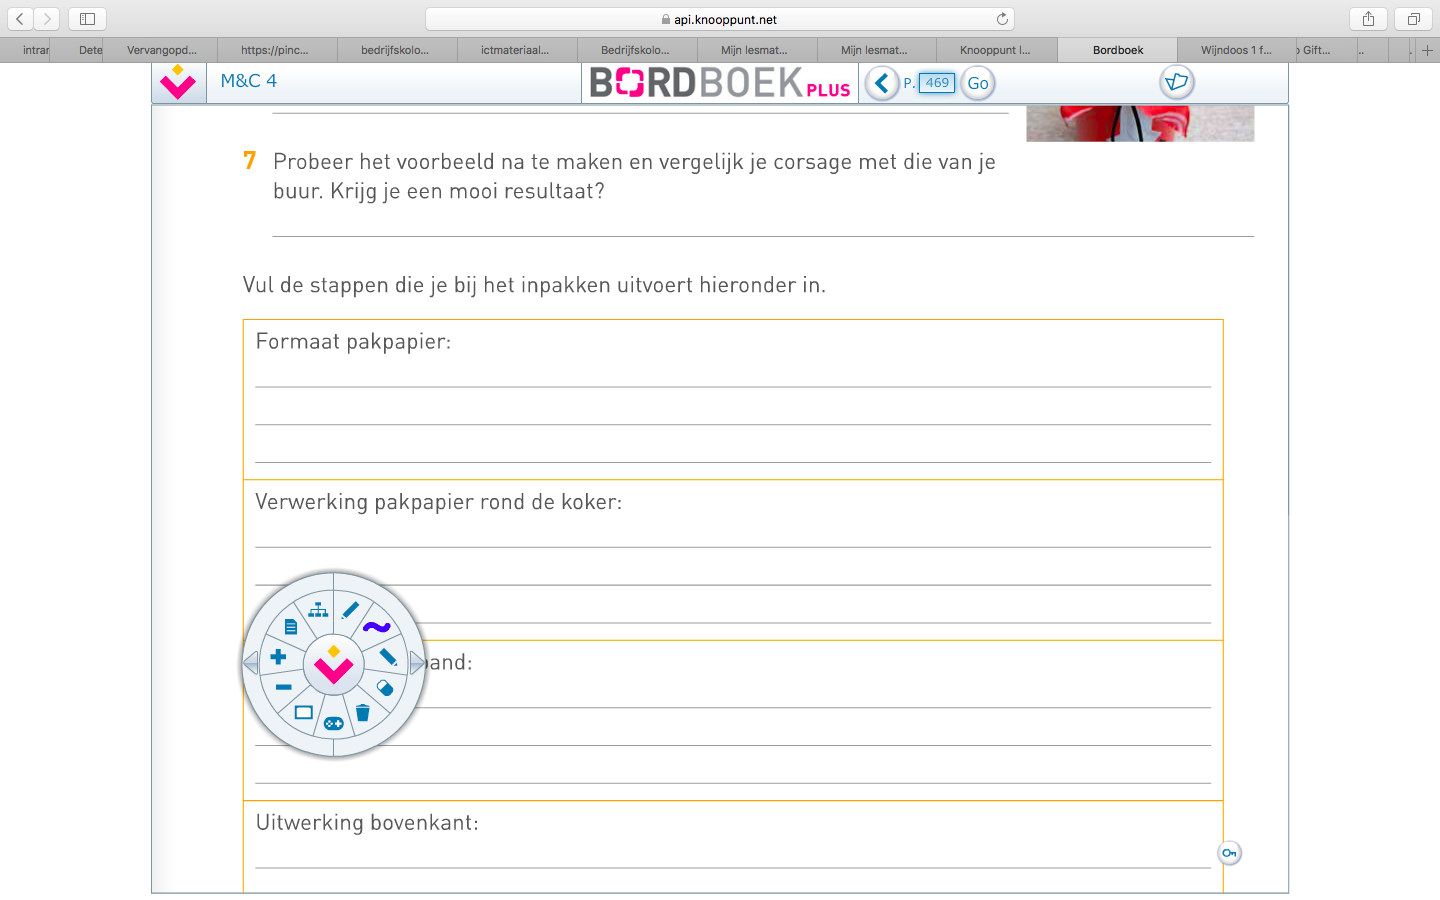 api.knooppunt.net
intrar Dete Vervangopd... https://pinc... bedrijfskolo... ictmateriaal... Bedrijfskolo... Mijn lesmat... Mijn lesmat... Knooppunt l... Bordboek Wijndoos 1 f... Gift... ..
M&C 4 BORDBOEK PLUS P. 469 Go
7 Probeer het voorbeeld na te maken en vergelijk je corsage met die van je
buur. Krijg je een mooi resultaat?
Vul de stappen die je bij het inpakken uitvoert hieronder in.
Formaat pakpapier:
Verwerking pakpapier rond de koker:
and:
Uitwerking bovenkant: